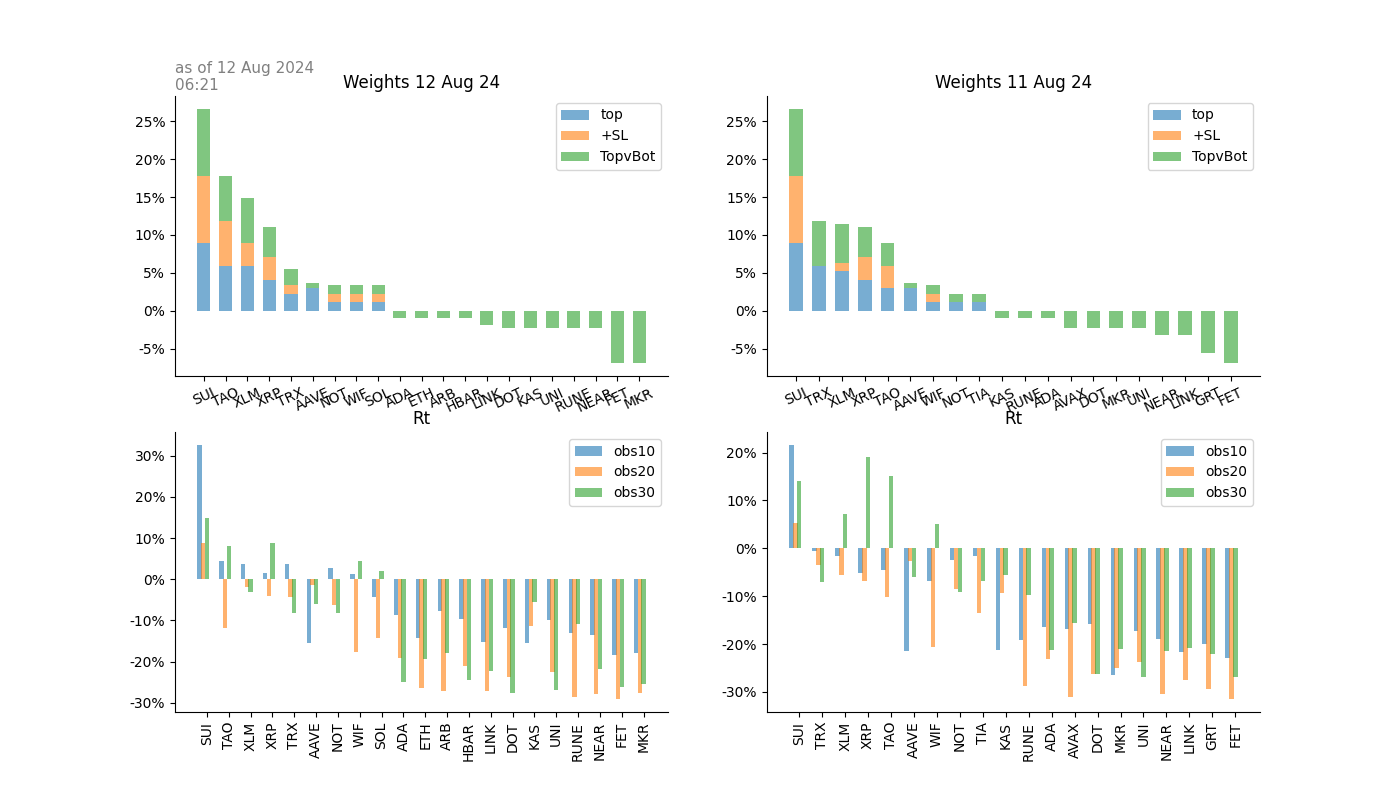 as of 12 Aug 2024
06:21
Weights 12 Aug 24
top
+SL
TopvBot
25%
20%
15%
10%
5%
0%
-5%
SUI TAO XLM XRP TRX AAVE NOT WIF SOL ADA ETH ARB HBAR LINK DOT KAS UNI RUNE NEAR FET MKR
Weights 11 Aug 24
top
+SL
TopvBot
25%
20%
15%
10%
5%
0%
-5%
SUI TRX XLM XRP TAO AAVE WIF NOT TIA KAS RUNE ADA AVAX DOT MKR UNI NEAR LINK GRT FET
Rt
obs10
obs20
obs30
30%
20%
10%
0%
-10%
-20%
-30%
SUI TAO XLM XRP TRX AAVE NOT WIF SOL ADA ETH ARB HBAR LINK DOT KAS UNI RUNE NEAR FET MKR
Rt
obs10
obs20
obs30
20%
10%
0%
-10%
-20%
-30%
SUI TRX XLM XRP TAO AAVE WIF NOT TIA KAS RUNE ADA AVAX DOT MKR UNI NEAR LINK GRT FET